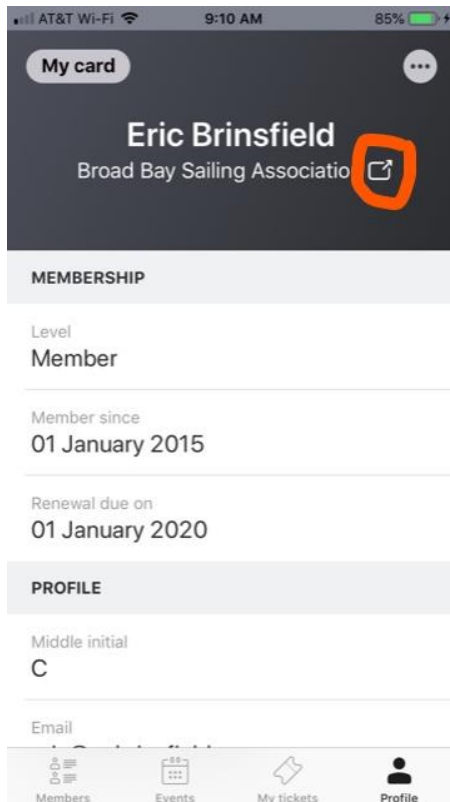 AT&T Wi-Fi 9:10 AM 85%
My card
Eric Brinsfield
Broad Bay Sailing Associatio
MEMBERSHIP
Level
Member
Member since
01 January 2015
Renewal due on
01 January 2020
PROFILE
Middle initial
C
Email
Members Events My tickets Profile